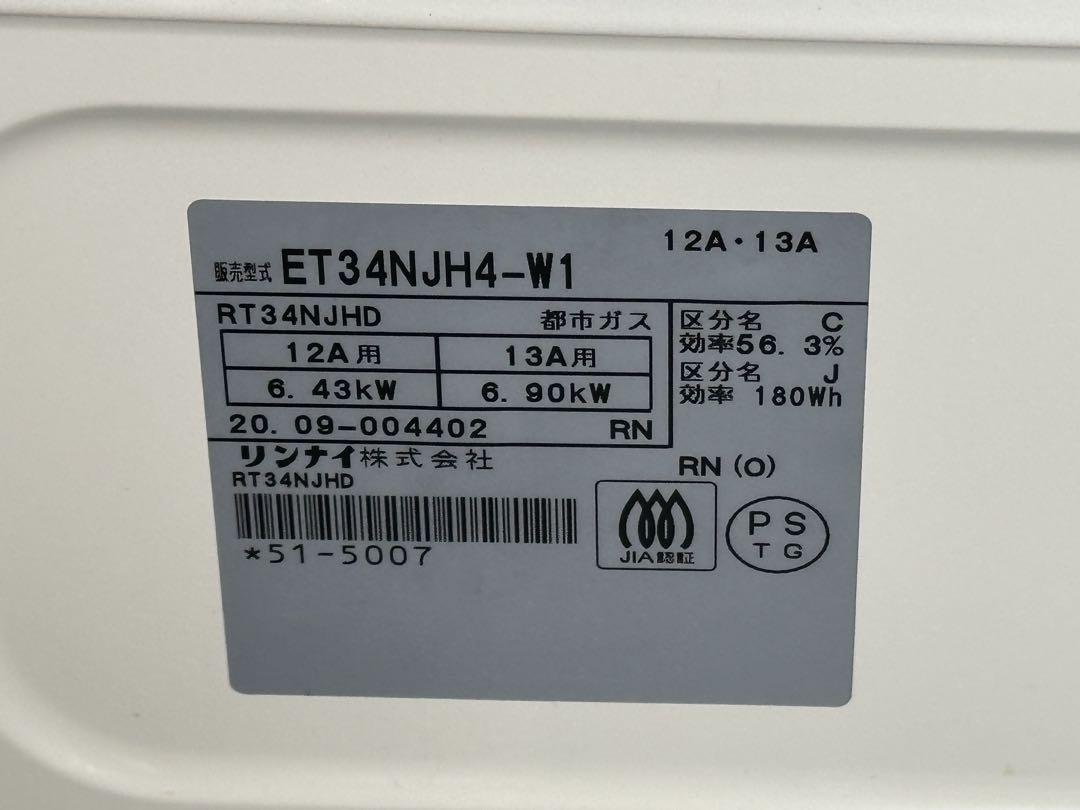 12A・13A
販売型式 ET34NJH4-W1
RT34NJHD 都市ガス
12A用 13A用
6.43kW 6.90kW
20.09-004402 RN
区分名 C
効率56.3%
区分名 J
効率 180Wh
リンナイ株式会社
RT34NJHD
*51-5007
RN (O)
JIA認証
PS
TG